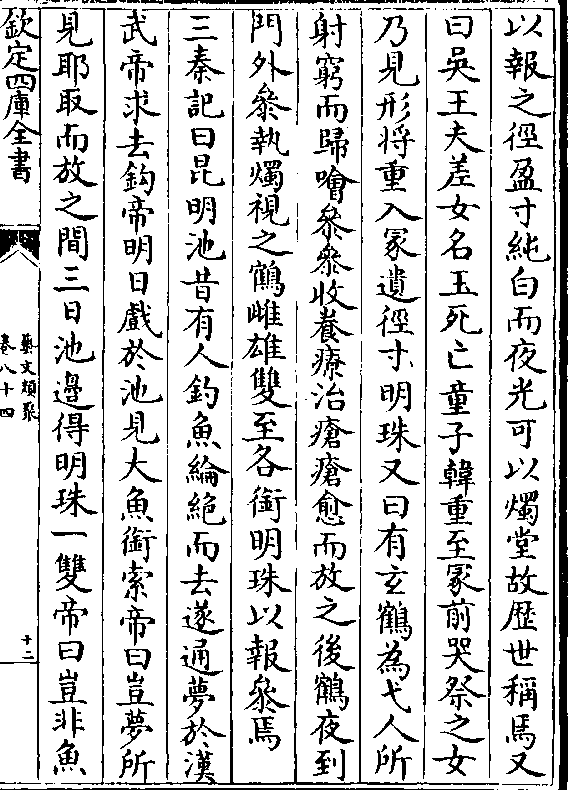 以報之徑盈寸純白而夜光可以燭堂故歴世稱焉又
曰吳王夫差女名玉死亡童子韓重至冢前哭祭之女
乃見形将重入冢遺徑寸明珠又曰有玄鶴為弋人所
射窮而歸噲參參收養療治瘡瘡愈而放之後鶴夜到
門外參執燭視之鶴雌雄雙至各銜明珠以報參焉
三秦記曰昆明池昔有人釣魚綸絕而去遂通夢於漢
武帝求去鈎帝明日戲於池見大魚銜索帝曰豈夢所
見耶取而放之間三日池邊得明珠一雙帝曰豈非魚
欽定四庫全書
藝文類聚
卷八十四
十二